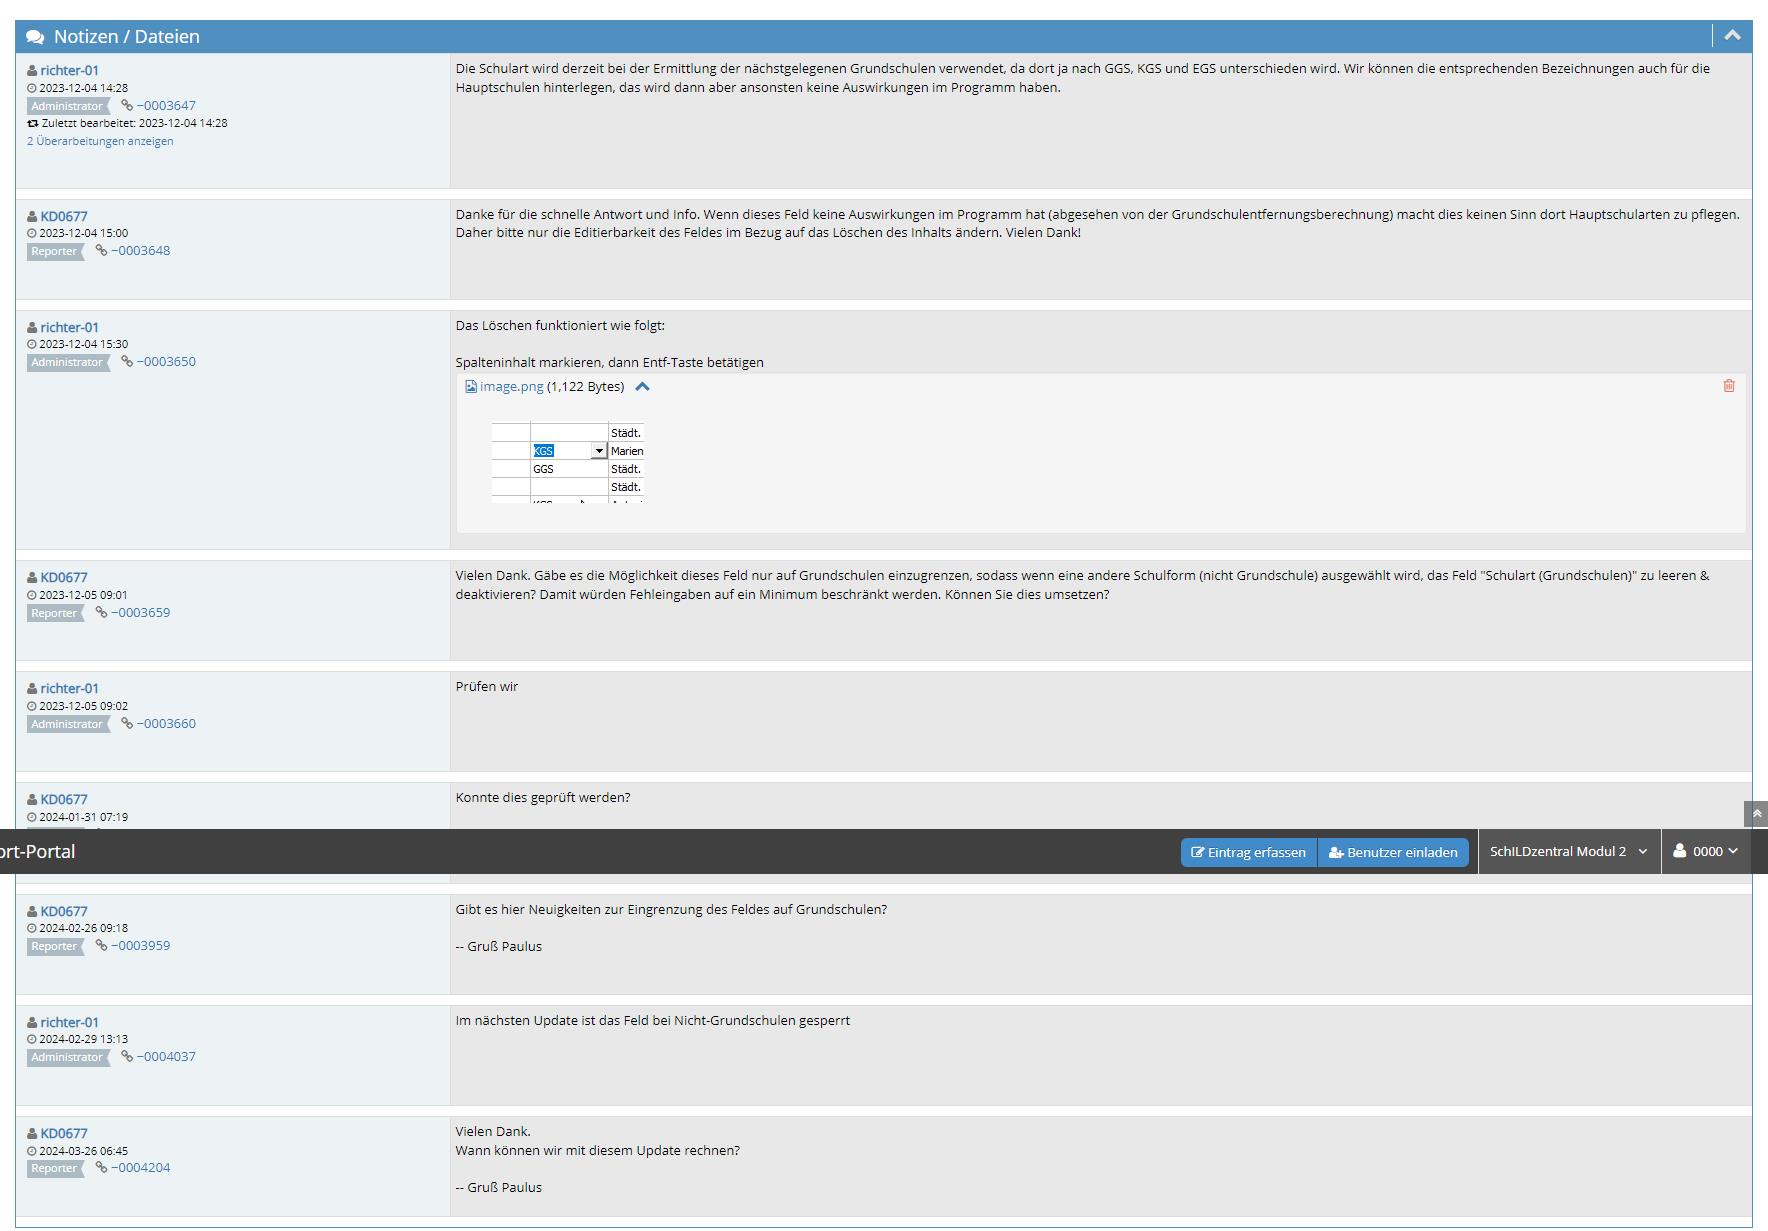 Notizen / Dateien
richter-01
2023-12-04 14:28
Administrator ~0003647
Zuletzt bearbeitet: 2023-12-04 14:28
2 Überarbeitungen anzeigen
Die Schulart wird derzeit bei der Ermittlung der nächstgelegenen Grundschulen verwendet, da dort ja nach GGS, KGS und EGS unterschieden wird. Wir können die entsprechenden Bezeichnungen auch für die
Hauptschulen hinterlegen, das wird dann aber ansonsten keine Auswirkungen im Programm haben.
KD0677
2023-12-04 15:00
Reporter ~0003648
Danke für die schnelle Antwort und Info. Wenn dieses Feld keine Auswirkungen im Programm hat (abgesehen von der Grundschulentfernungsberechnung) macht dies keinen Sinn dort Hauptschularten zu pflegen.
Daher bitte nur die Editierbarkeit des Feldes im Bezug auf das Löschen des Inhalts ändern. Vielen Dank!
richter-01
2023-12-04 15:30
Administrator ~0003650
Das Löschen funktioniert wie folgt:
Spalteninhalt markieren, dann Entf-Taste betätigen
image.png (1,122 Bytes)
Städt.
KGS Marien
GGS Städt.
Städt.
KD0677
2023-12-05 09:01
Reporter ~0003659
Vielen Dank. Gäbe es die Möglichkeit dieses Feld nur auf Grundschulen einzugrenzen, sodass wenn eine andere Schulform (nicht Grundschule) ausgewählt wird, das Feld "Schulart (Grundschulen)" zu leeren &
deaktivieren? Damit würden Fehleingaben auf ein Minimum beschränkt werden. Können Sie dies umsetzen?
richter-01
2023-12-05 09:02
Administrator ~0003660
Prüfen wir
KD0677
2024-01-31 07:19
Konnte dies geprüft werden?
ort-Portal
Eintrag erfassen
Benutzer einladen
SchILDzentral Modul 2
0000
KD0677
2024-02-26 09:18
Reporter ~0003959
Gibt es hier Neuigkeiten zur Eingrenzung des Feldes auf Grundschulen?
-- Gruß Paulus
richter-01
2024-02-29 13:13
Administrator ~0004037
Im nächsten Update ist das Feld bei Nicht-Grundschulen gesperrt
KD0677
2024-03-26 06:45
Reporter ~0004204
Vielen Dank.
Wann können wir mit diesem Update rechnen?
-- Gruß Paulus